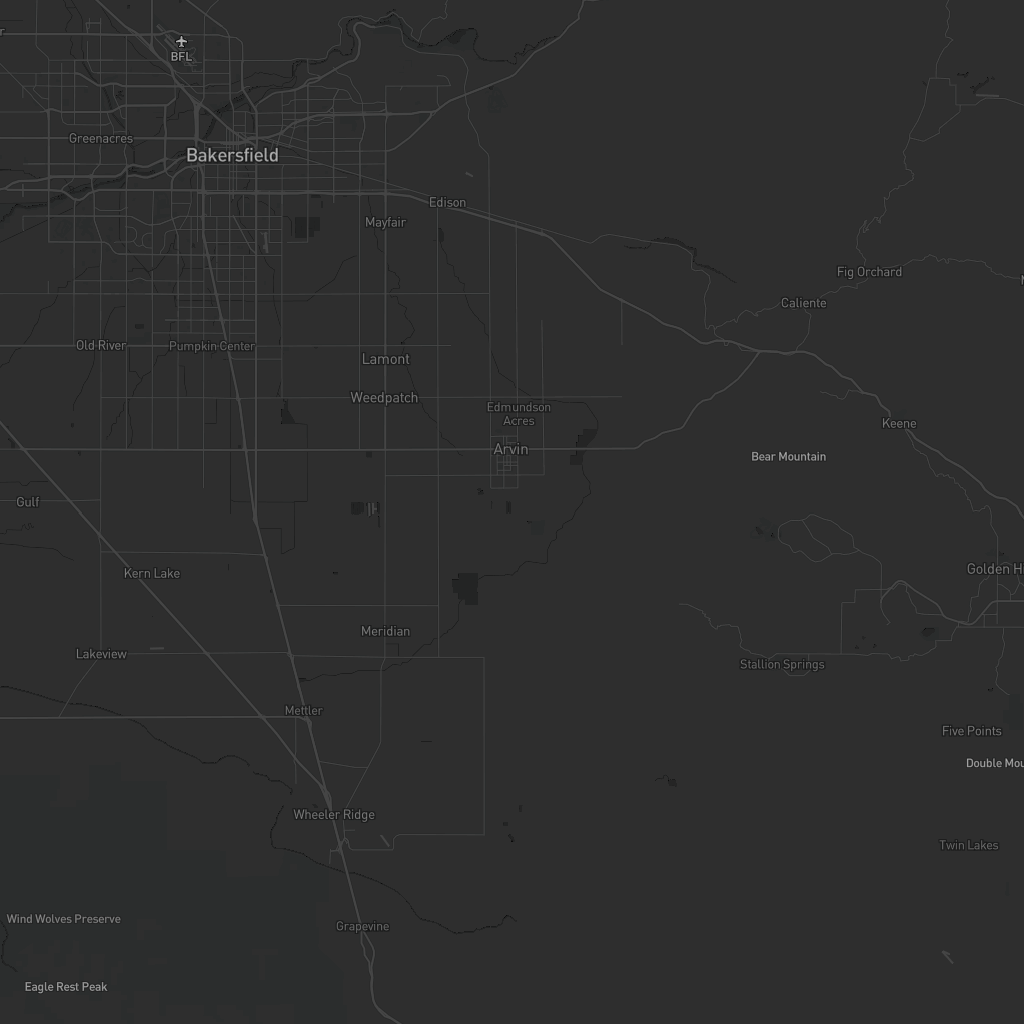 r
BFL
Greenacres
Bakersfield
Edison
Mayfair
Fig Orchard
Caliente
Old River
Pumpkin Center
Lamont
Weedpatch
Edmundson
Acres
Keene
Arvin
Bear Mountain
Gulf
Kern Lake
Golden Hi
Meridian
Lakeview
Stallion Springs
Mettler
Five Points
Double Mou
Wheeler Ridge
Twin Lakes
Wind Wolves Preserve
Grapevine
Eagle Rest Peak